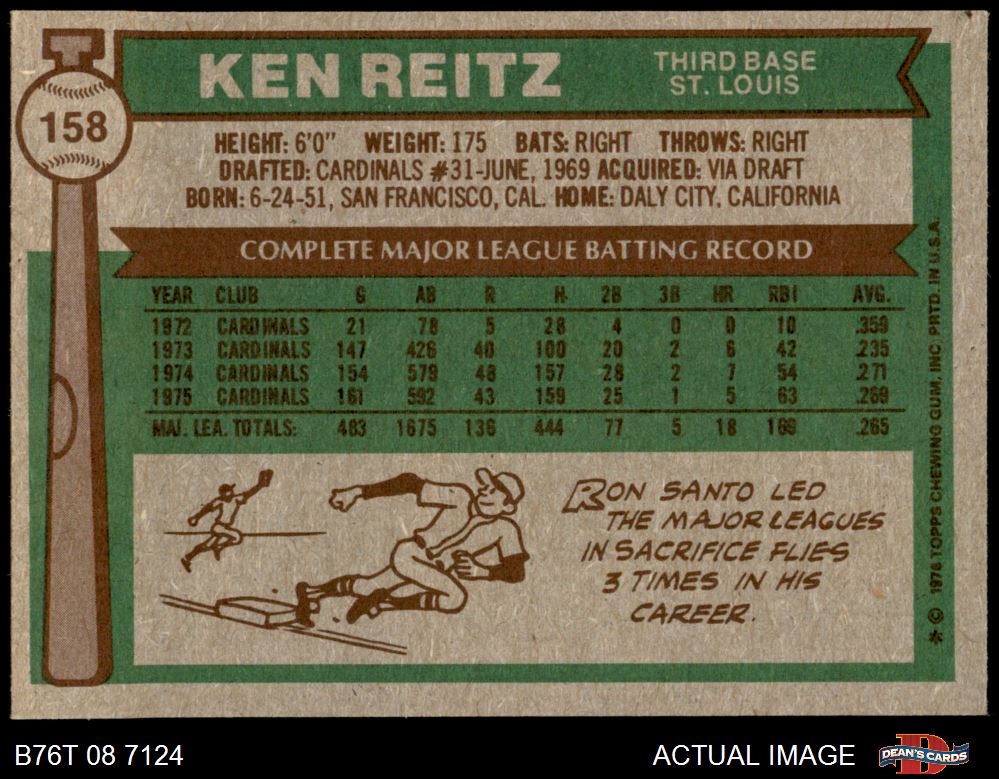 158
KEN REITZ
THIRD BASE
ST. LOUIS
HEIGHT: 6'0" WEIGHT: 175 BATS: RIGHT THROWS: RIGHT
DRAFTED: CARDINALS #31-JUNE, 1969 ACQUIRED: VIA DRAFT
BORN: 6-24-51, SAN FRANCISCO, CAL. HOME: DALY CITY, CALIFORNIA
COMPLETE MAJOR LEAGUE BATTING RECORD
YEAR CLUB G AB R H 2B 3B HR RBI AVG.
1972 CARDINALS 21 78 5 28 4 0 0 10 .359
1973 CARDINALS 147 426 40 100 20 2 6 42 .235
1974 CARDINALS 154 579 48 157 28 2 7 54 .271
1975 CARDINALS 161 592 43 159 25 1 5 63 .269
MAJ. LEA. TOTALS: 483 1675 136 444 77 5 18 169 .265
RON SANTO LED
THE MAJOR LEAGUES
IN SACRIFICE FLIES
3 TIMES IN HIS
CAREER.
* © 1976 TOPPS CHEWING GUM, INC PRTD. IN U.S.A.
B76T 08 7124
ACTUAL IMAGE
DEAN'S CARDS